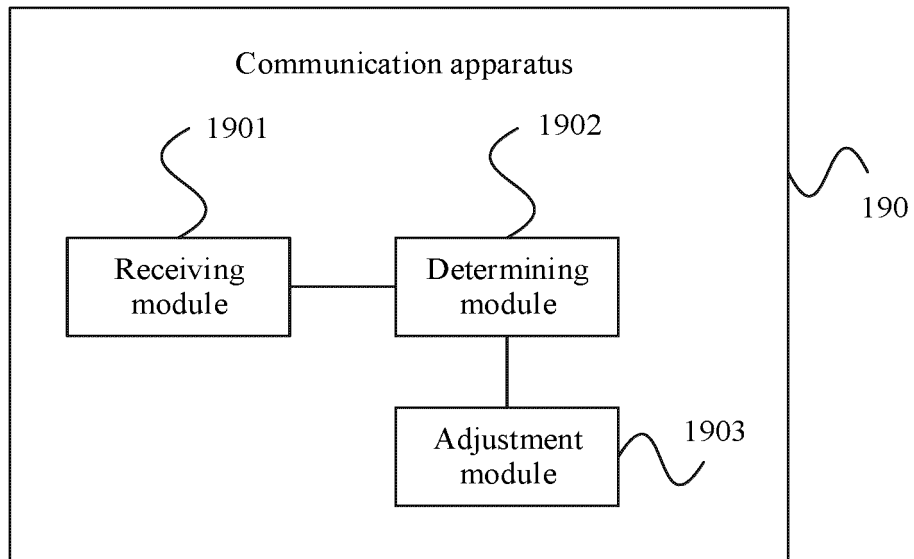 Communication apparatus
1901
1902
190
Receiving
module
Determining
module
Adjustment
module
1903